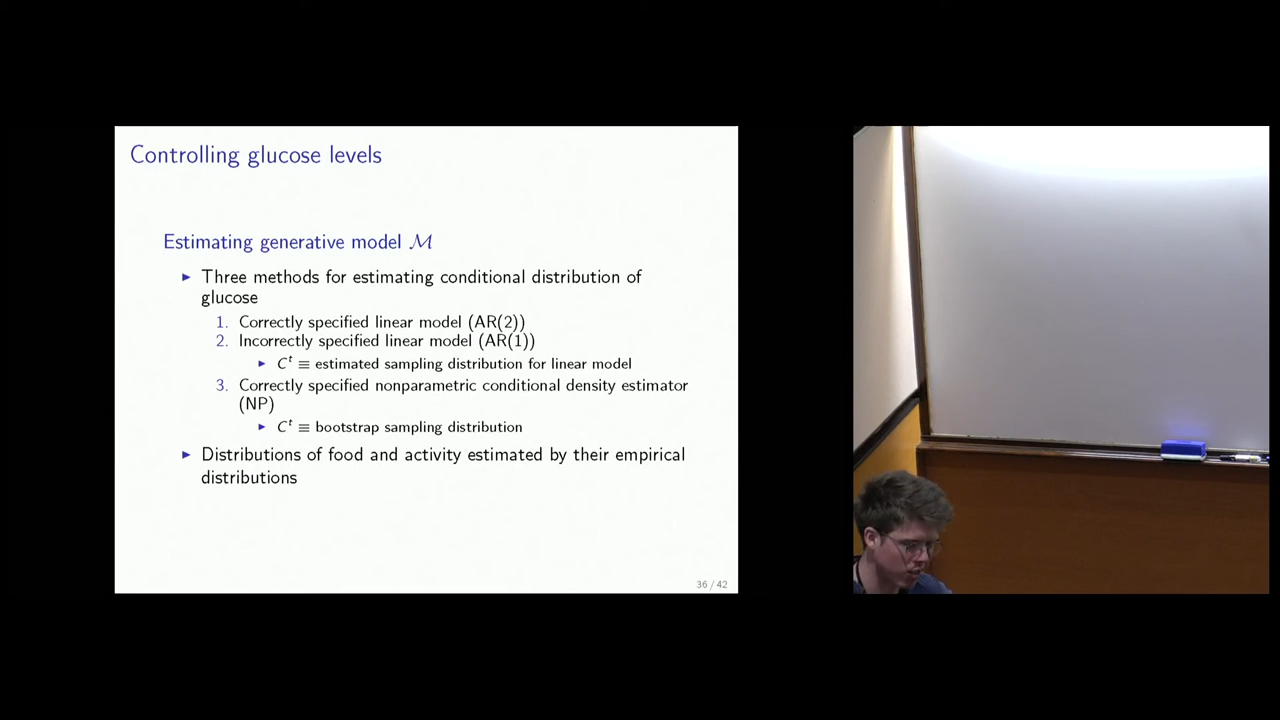 Controlling glucose levels
Estimating generative model ℳ
▶ Three methods for estimating conditional distribution of
glucose
1. Correctly specified linear model (AR(2))
2. Incorrectly specified linear model (AR(1))
▶ Cᵗ ≡ estimated sampling distribution for linear model
3. Correctly specified nonparametric conditional density estimator
(NP)
▶ Cᵗ ≡ bootstrap sampling distribution
▶ Distributions of food and activity estimated by their empirical
distributions
36 / 42